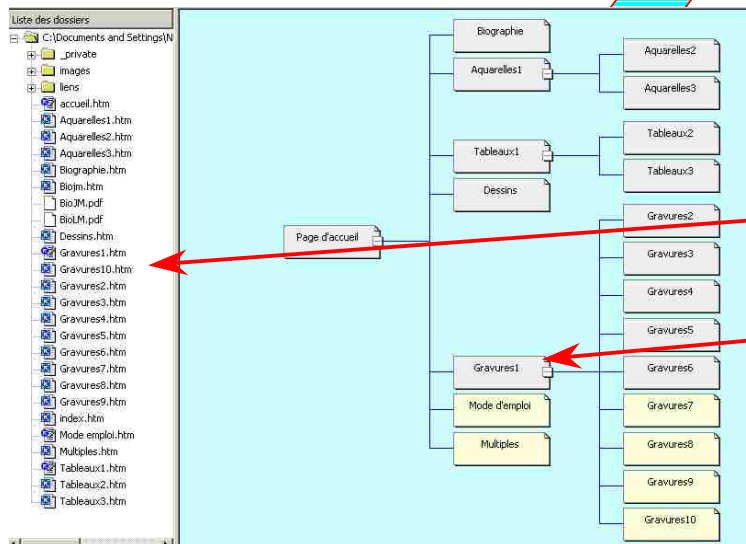 Liste des dossiers
C:\Documents and Settings\N
_private
images
liens
accueil.htm
Aquarelles1.htm
Aquarelles2.htm
Aquarelles3.htm
Biographie.htm
Biojm.htm
BioJM.pdf
BioLM.pdf
Dessins.htm
Gravures1.htm
Gravures10.htm
Gravures2.htm
Gravures3.htm
Gravures4.htm
Gravures5.htm
Gravures6.htm
Gravures7.htm
Gravures8.htm
Gravures9.htm
index.htm
Mode emploi.htm
Multiples.htm
Tableaux1.htm
Tableaux2.htm
Tableaux3.htm
Page d'accueil
Biographie
Aquarelles1
Tableaux1
Dessins
Gravures1
Mode d'emploi
Multiples
Aquarelles2
Aquarelles3
Tableaux2
Tableaux3
Gravures2
Gravures3
Gravures4
Gravures5
Gravures6
Gravures7
Gravures8
Gravures9
Gravures10